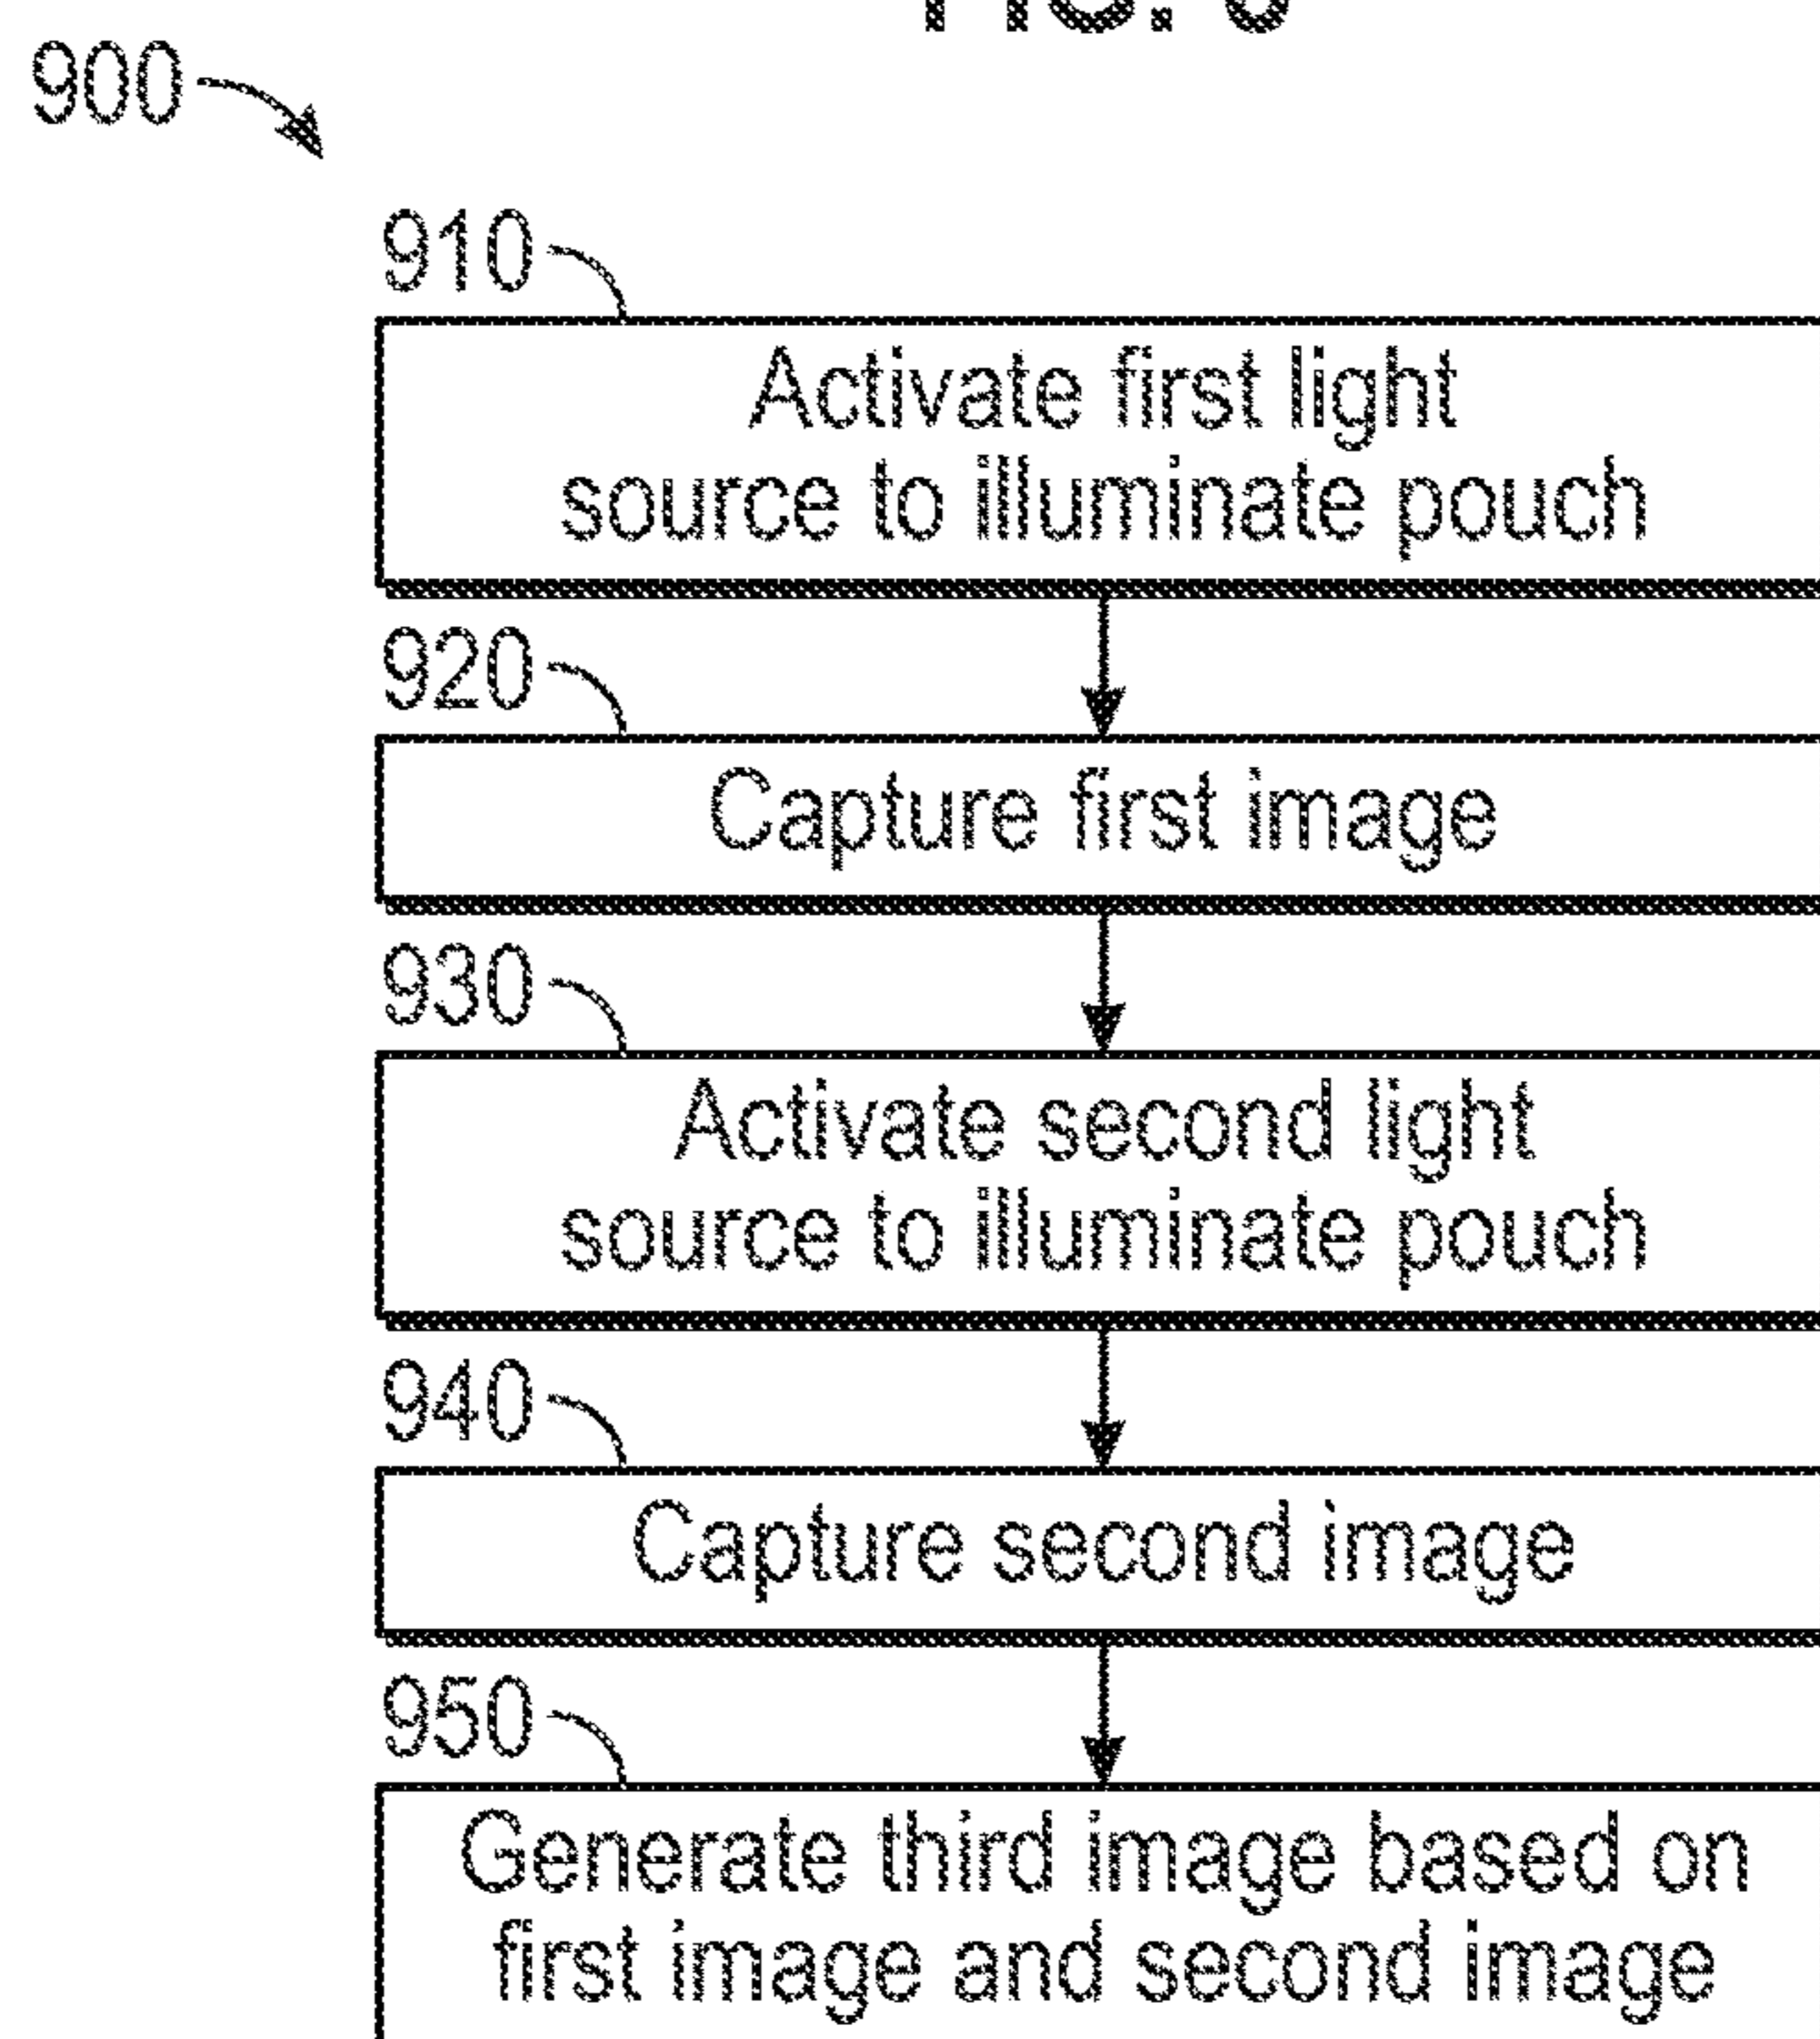 FIG.
900
910
Activate first light
source to illuminate pouch
920
Capture first image
930
Activate second light
source to illuminate pouch
940
Capture second image
950
Generate third image based on
first image and second image